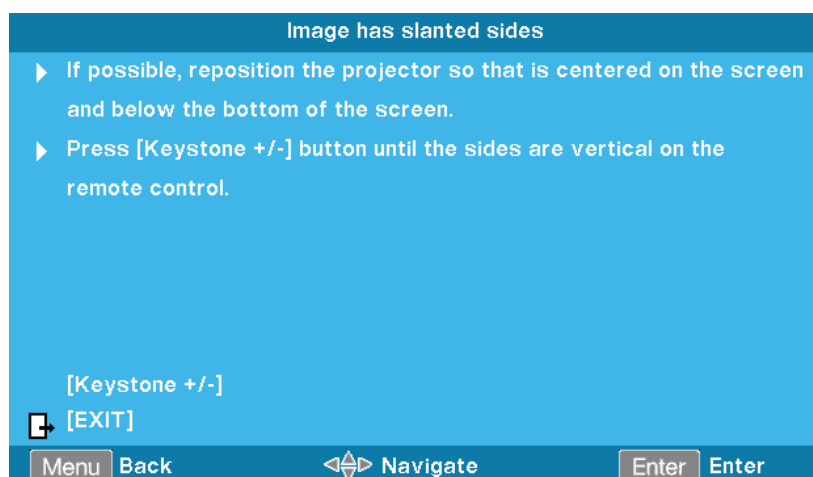 Image has slanted sides
If possible, reposition the projector so that is centered on the screen
and below the bottom of the screen.
Press [Keystone +/-] button until the sides are vertical on the
remote control.
[Keystone +/-]
[EXIT]
Menu Back Navigate Enter Enter